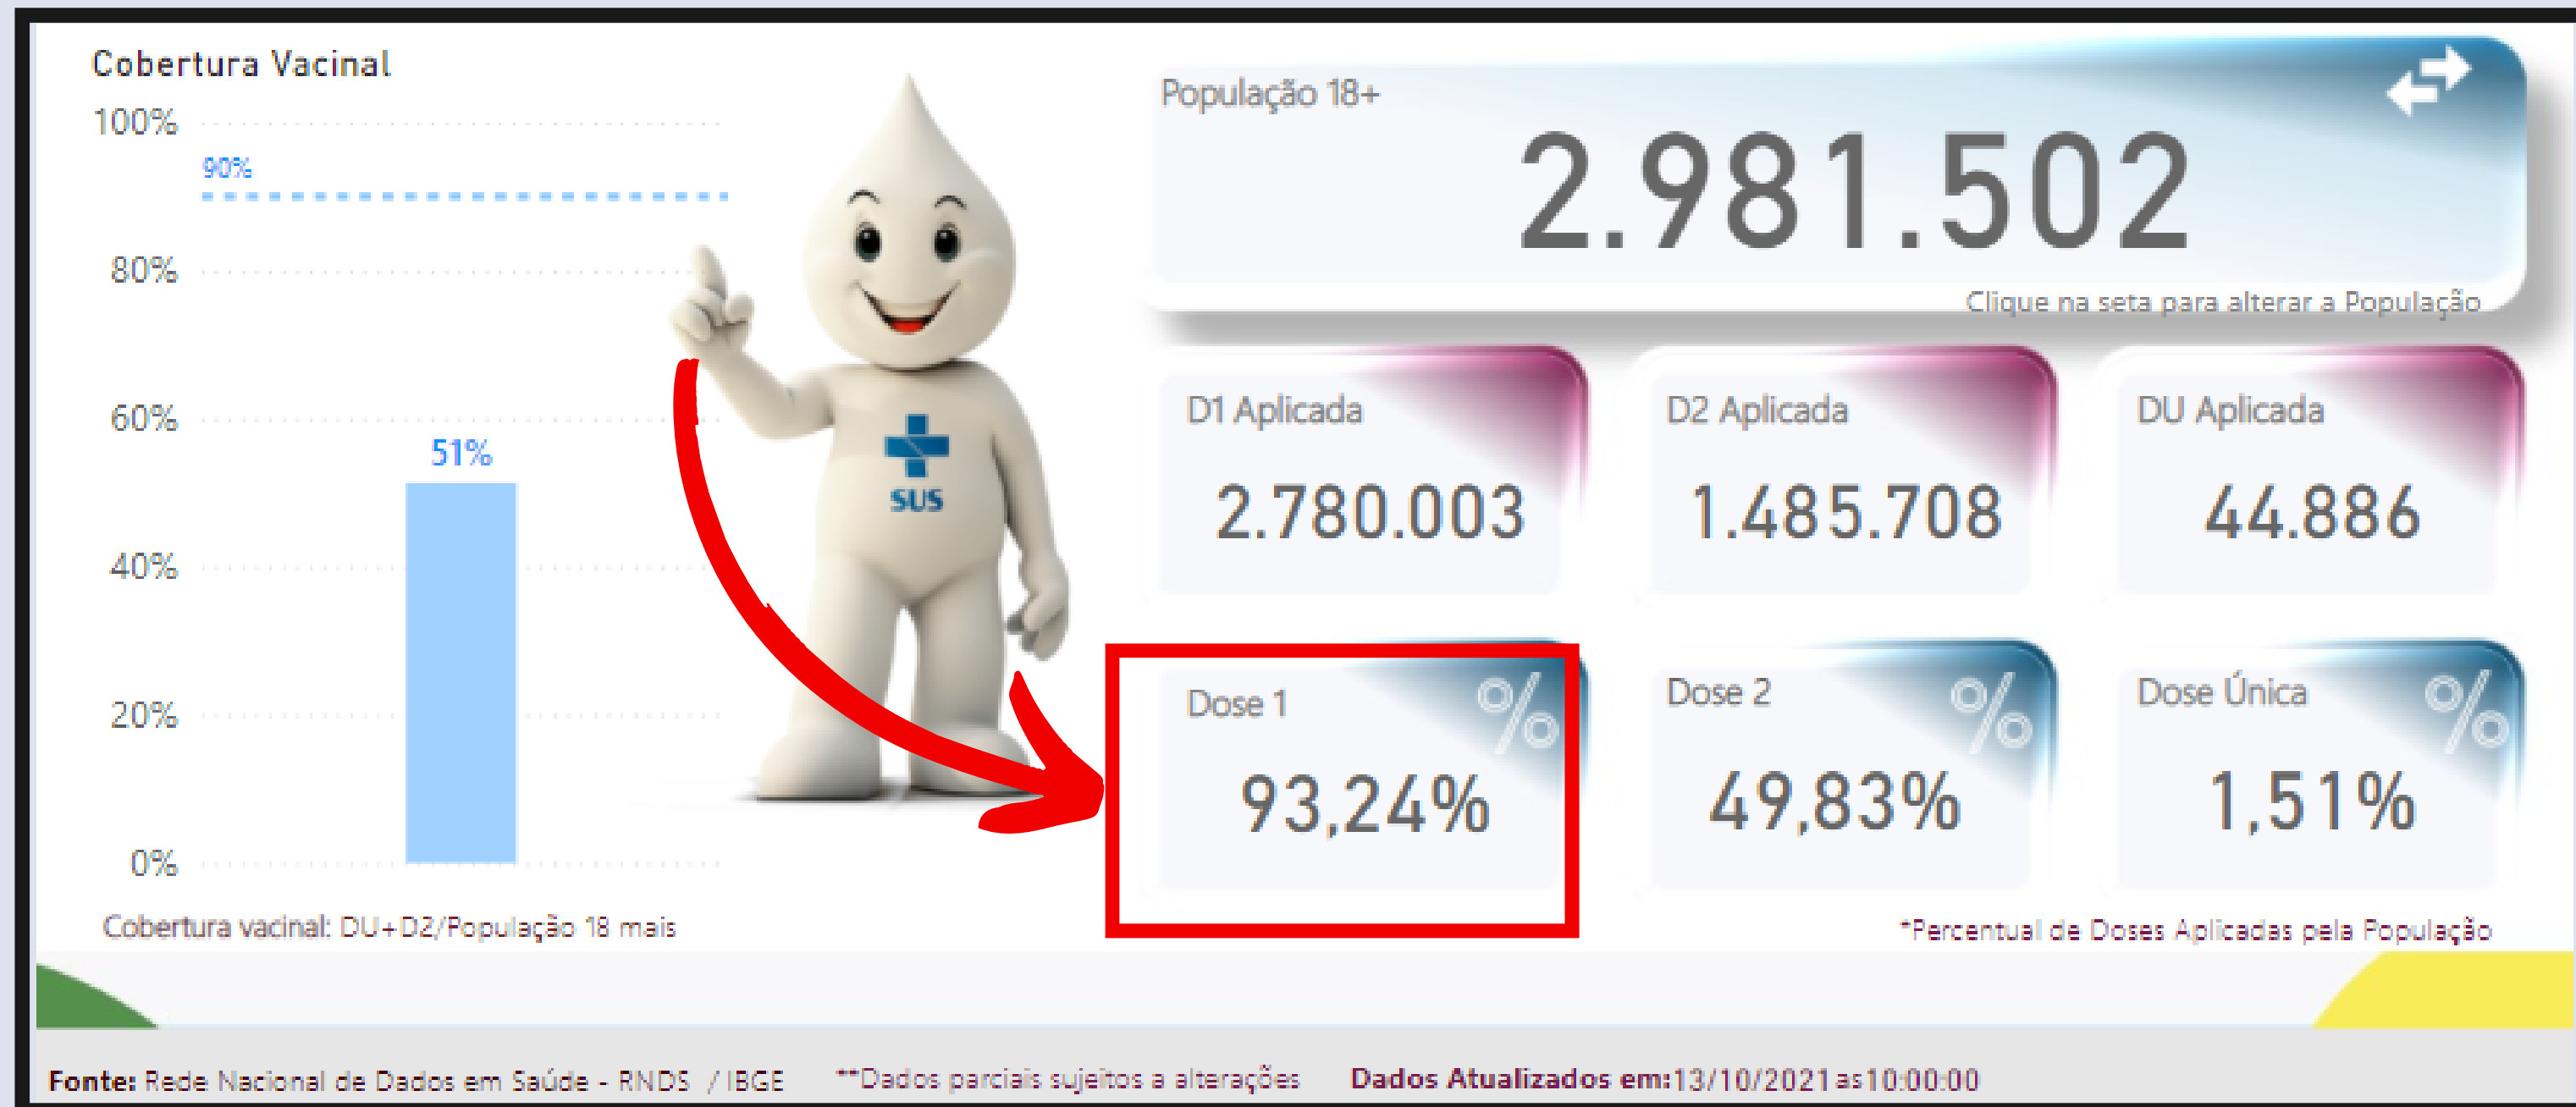 Cobertura Vacinal
100%
90%
80%
60%
51%
40%
20%
0%
Cobertura vacinal: DU+D2/População 18 mais
SUS
População 18+
2.981.502
Clique na seta para alterar a População
D1 Aplicada
2.780.003
D2 Aplicada
1.485.708
DU Aplicada
44.886
Dose 1 %
93,24%
Dose 2 %
49,83%
Dose Única %
1,51%
*Percentual de Doses Aplicadas pela População
Fonte: Rede Nacional de Dados em Saúde - RNDS / IBGE **Dados parciais sujeitos a alterações Dados Atualizados em:13/10/2021 as10:00:00